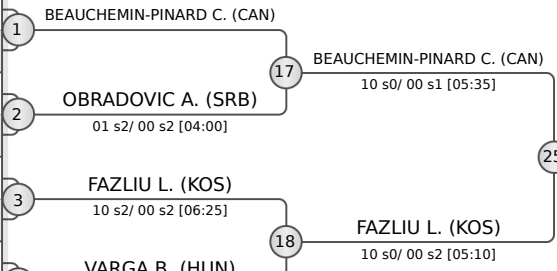 BEAUCHEMIN-PINARD C. (CAN)
1
BEAUCHEMIN-PINARD C. (CAN)
17
10 s0/ 00 s1 [05:35]
OBRADOVIC A. (SRB)
2
01 s2/ 00 s2 [04:00]
25
FAZLIU L. (KOS)
3
10 s2/ 00 s2 [06:25]
FAZLIU L. (KOS)
18
10 s0/ 00 s2 [05:10]
VARGA B. (HUN)